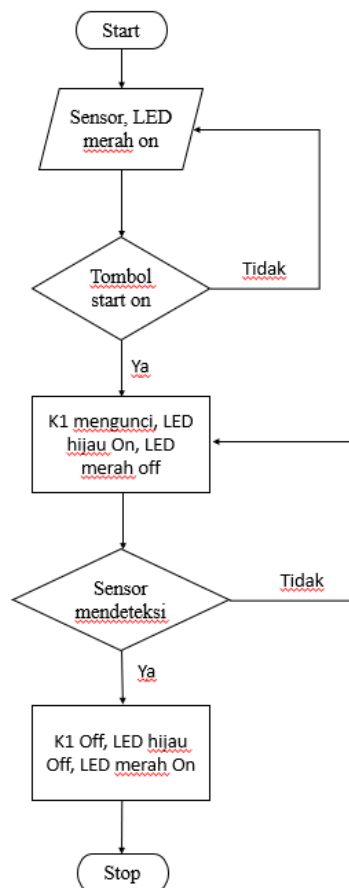 Start
Sensor, LED
merah on
Tombol
start on
Tidak
Ya
K1 mengunci, LED
hijau On, LED
merah off
Sensor
mendeteksi
Tidak
Ya
K1 Off, LED hijau
Off, LED merah On
Stop